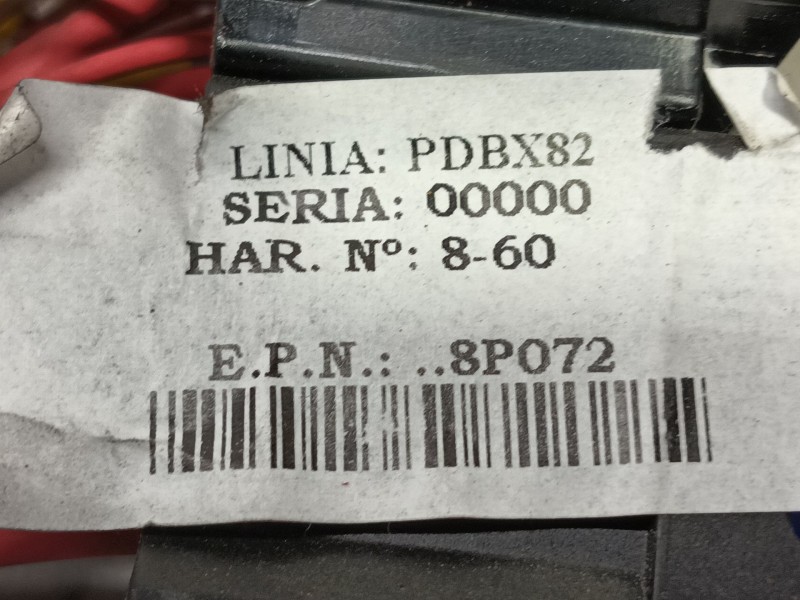 LINIA: PDBX82
SERIA: 00000
HAR. Nº: 8-60
E.P.N.: ..8P072